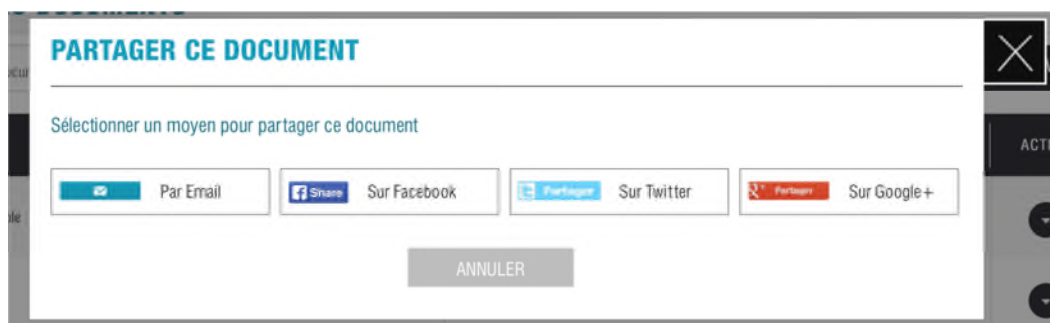 PARTAGER CE DOCUMENT
Sélectionner un moyen pour partager ce document
Par Email
Share Sur Facebook
Partager Sur Twitter
Partager Sur Google+
ANNULER